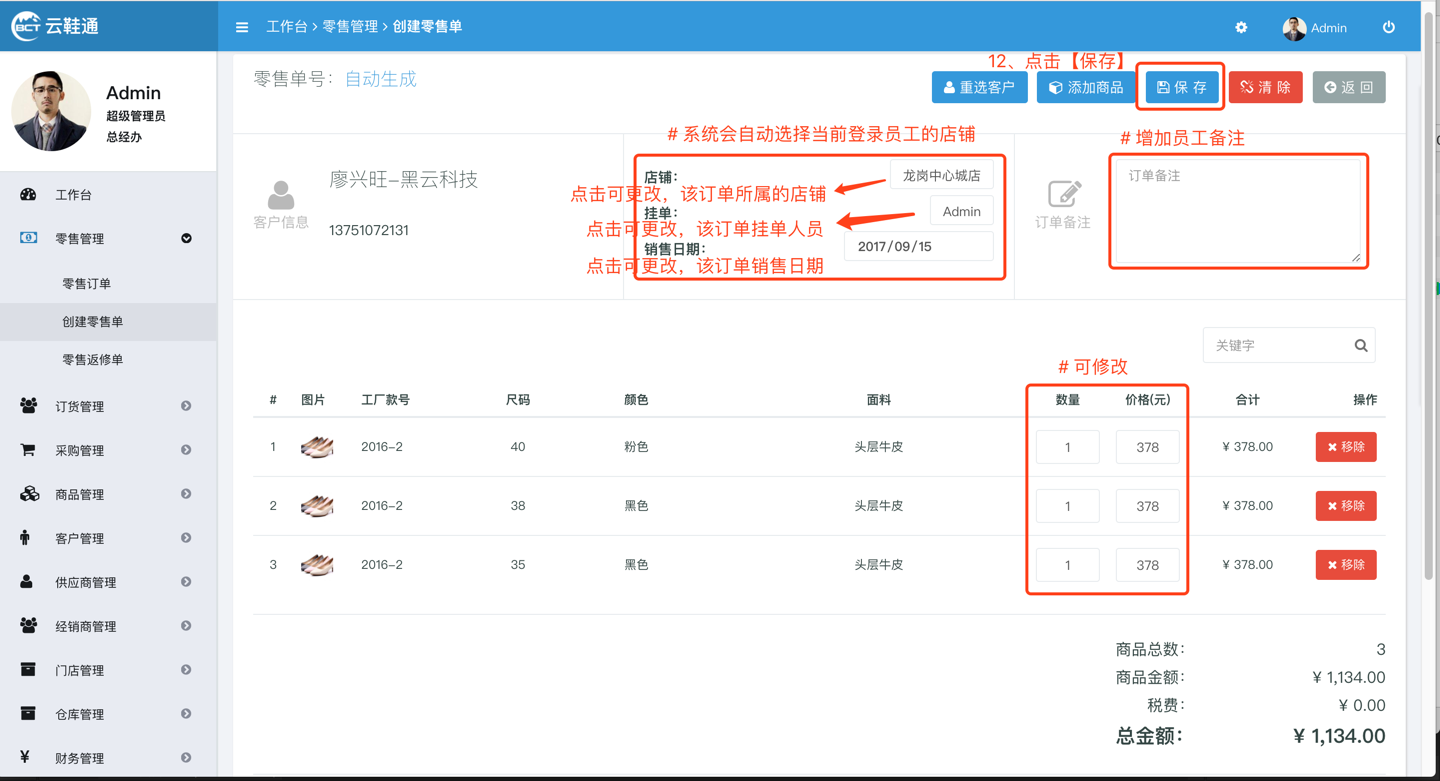 BCT 云鞋通
工作台 > 零售管理 > 创建零售单
Admin
Admin
超级管理员
总经办
工作台
零售管理
零售订单
创建零售单
零售返修单
订货管理
采购管理
商品管理
客户管理
供应商管理
经销商管理
门店管理
仓库管理
财务管理
零售单号： 自动生成
12、点击【保存】
重选客户 添加商品 保 存 清 除 返 回
# 系统会自动选择当前登录员工的店铺
# 增加员工备注
客户信息
廖兴旺-黑云科技
13751072131
店铺： 龙岗中心城店
点击可更改，该订单所属的店铺
挂单： Admin
点击可更改，该订单挂单人员
销售日期： 2017/09/15
点击可更改，该订单销售日期
订单备注
订单备注
关键字
# 可修改
# 图片 工厂款号 尺码 颜色 面料 数量 价格(元) 合计 操作
1 2016-2 40 粉色 头层牛皮 1 378 ¥ 378.00 移除
2 2016-2 38 黑色 头层牛皮 1 378 ¥ 378.00 移除
3 2016-2 35 黑色 头层牛皮 1 378 ¥ 378.00 移除
商品总数： 3
商品金额： ¥ 1,134.00
税费： ¥ 0.00
总金额： ¥ 1,134.00